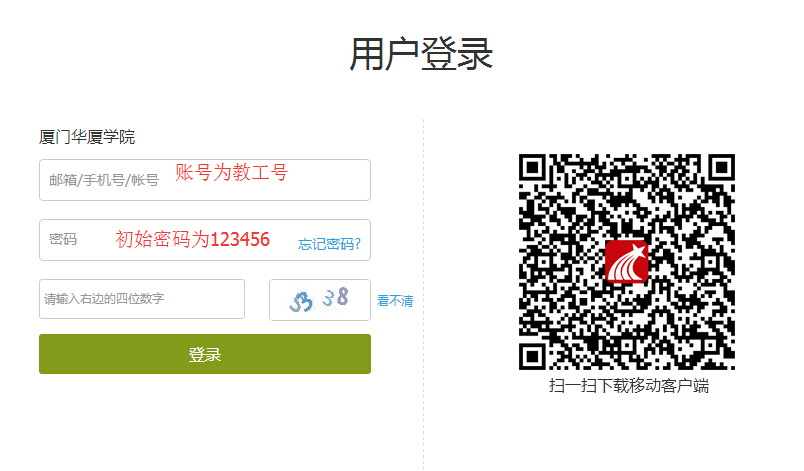 用户登录
厦门华厦学院
邮箱/手机号/帐号 账号为教工号
密码 初始密码为123456 忘记密码?
请输入右边的四位数字 5338 看不清
登录
扫一扫下载移动客户端